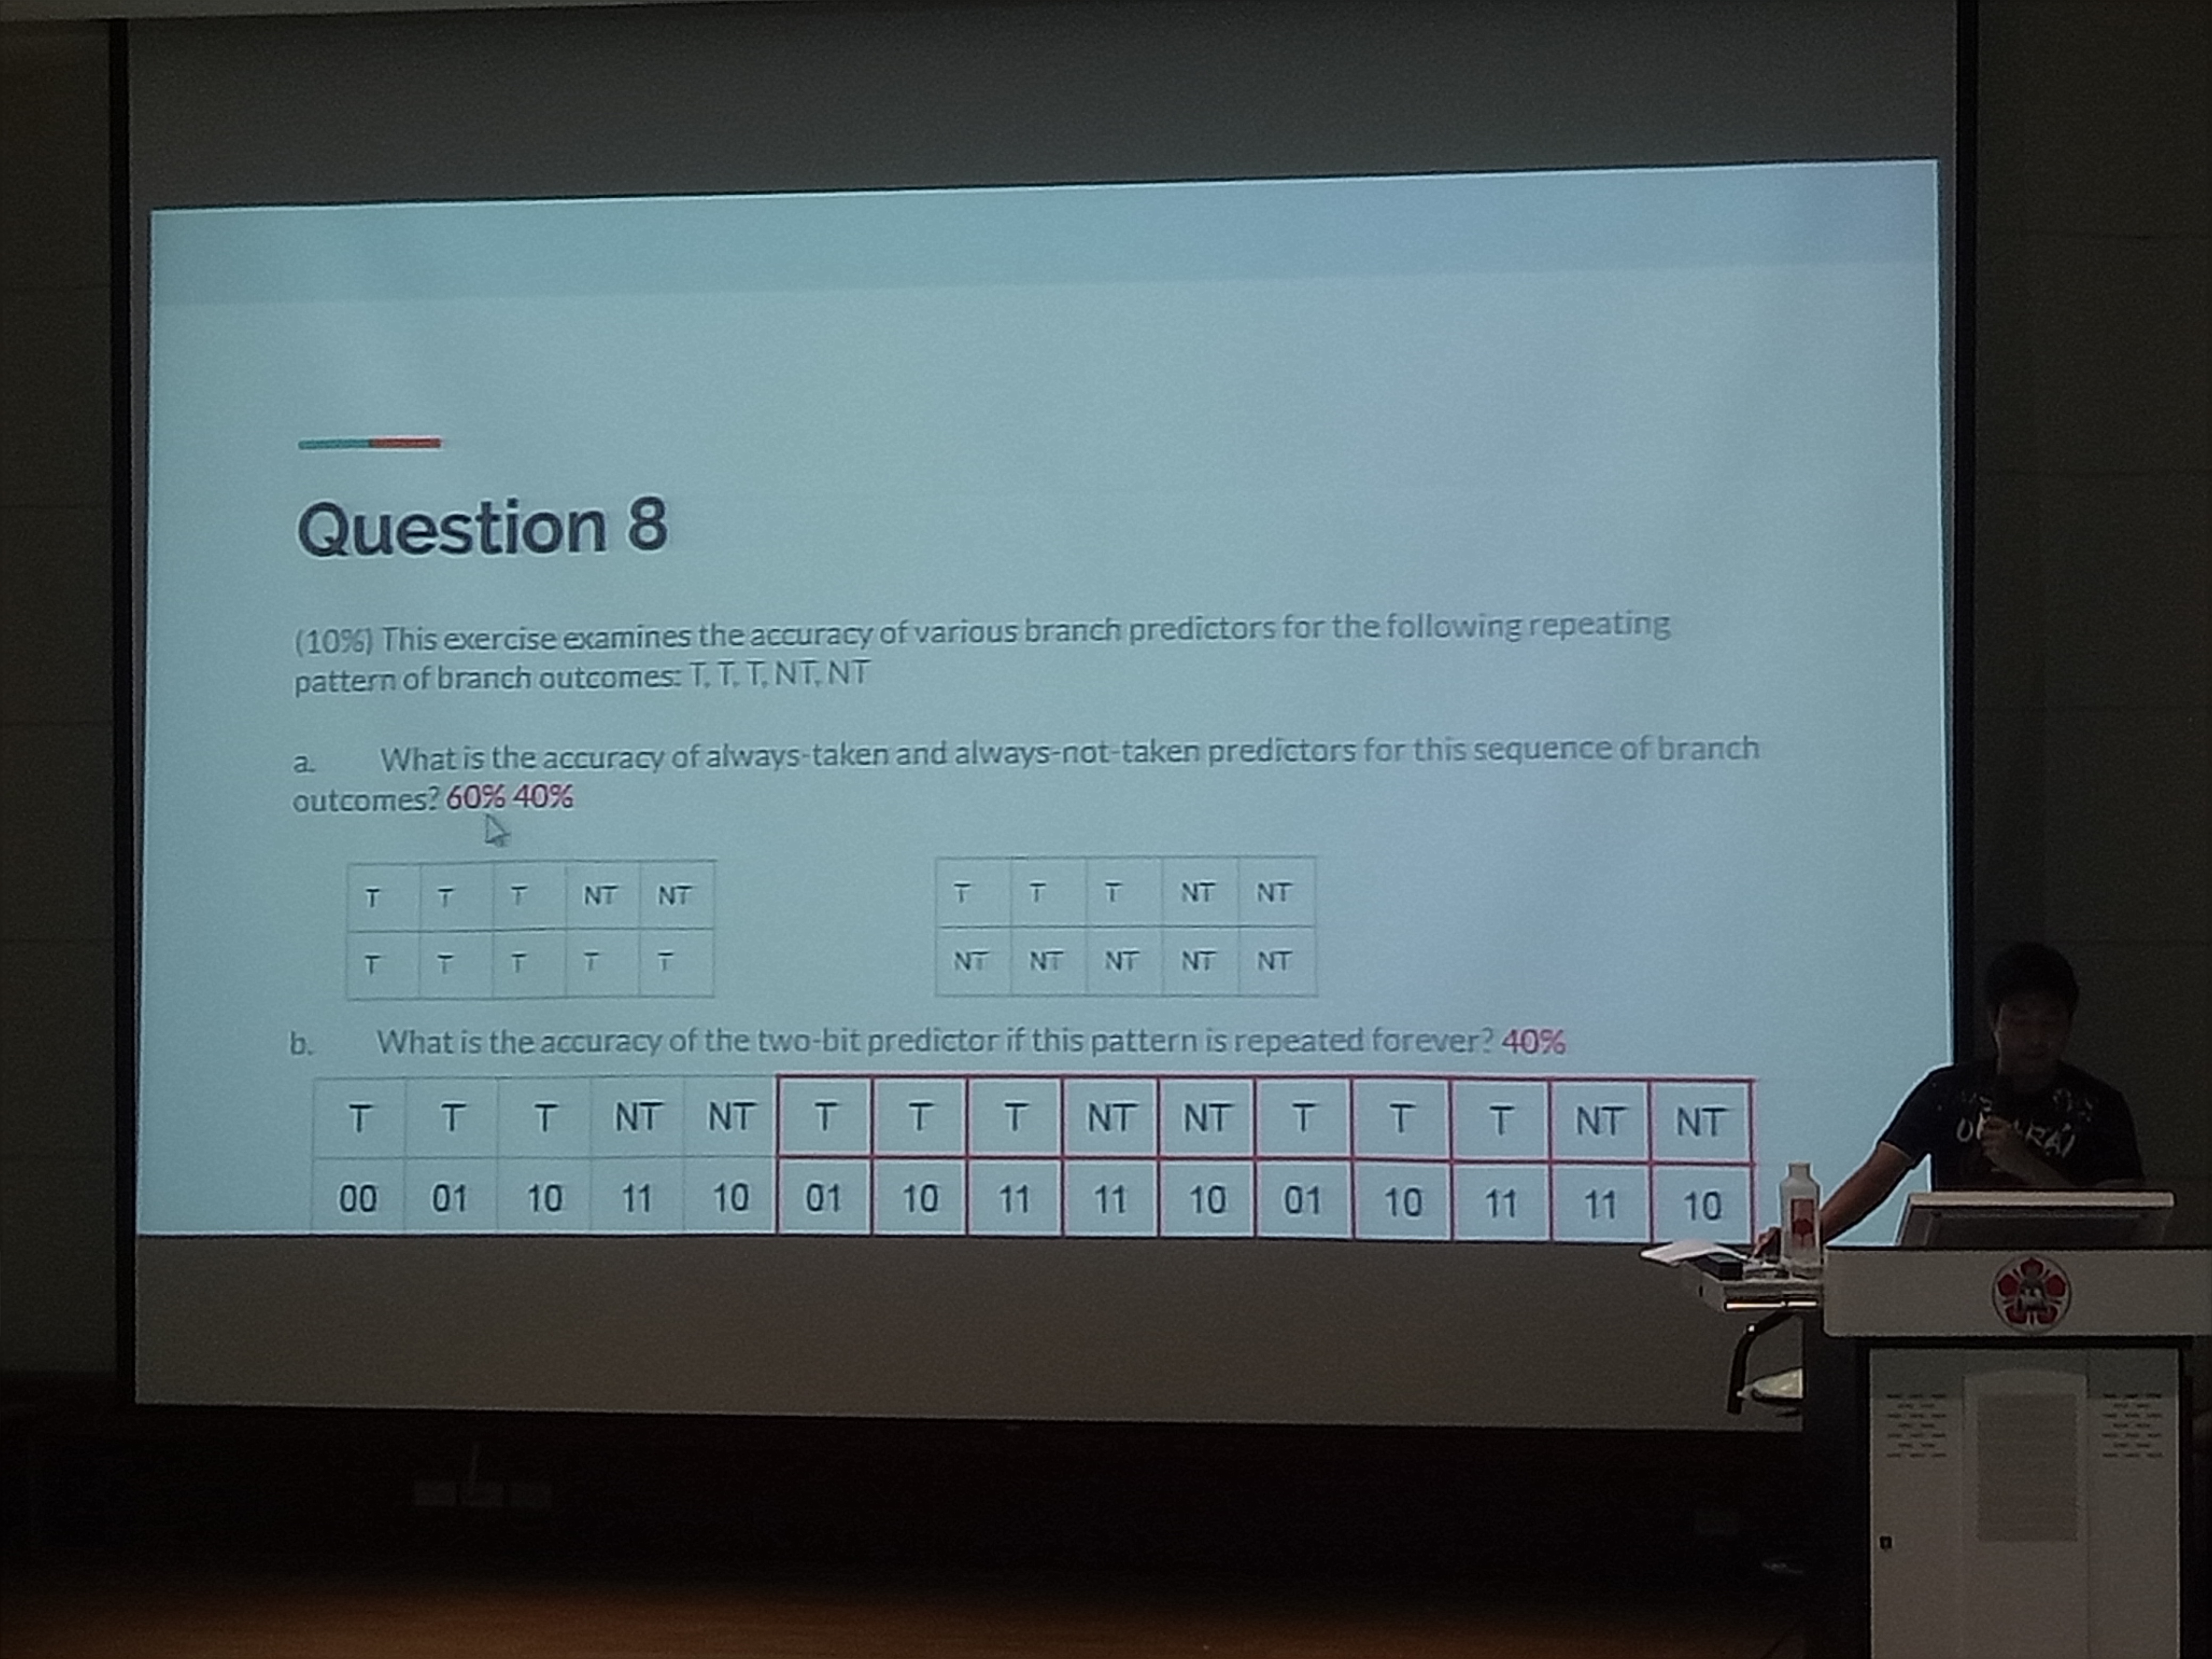 Question 8
(10%) This exercise examines the accuracy of various branch predictors for the following repeating
pattern of branch outcomes: T, T, T, NT, NT
a. What is the accuracy of always-taken and always-not-taken predictors for this sequence of branch
outcomes? 60% 40%
T T T NT NT
T T T T T
T T T NT NT
NT NT NT NT NT
b. What is the accuracy of the two-bit predictor if this pattern is repeated forever? 40%
T T T NT NT T T T NT NT T T T NT NT
00 01 10 11 10 01 10 11 11 10 01 10 11 11 10